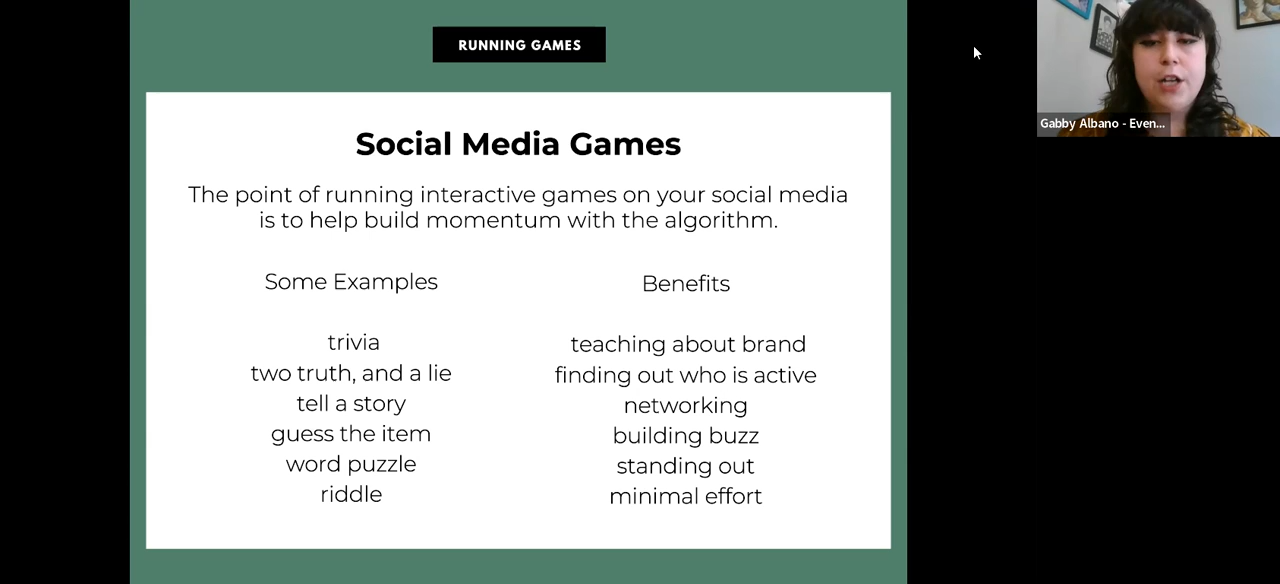 RUNNING GAMES
Social Media Games
The point of running interactive games on your social media
is to help build momentum with the algorithm.
Some Examples
trivia
two truth, and a lie
tell a story
guess the item
word puzzle
riddle
Benefits
teaching about brand
finding out who is active
networking
building buzz
standing out
minimal effort
Gabby Albano - Even...